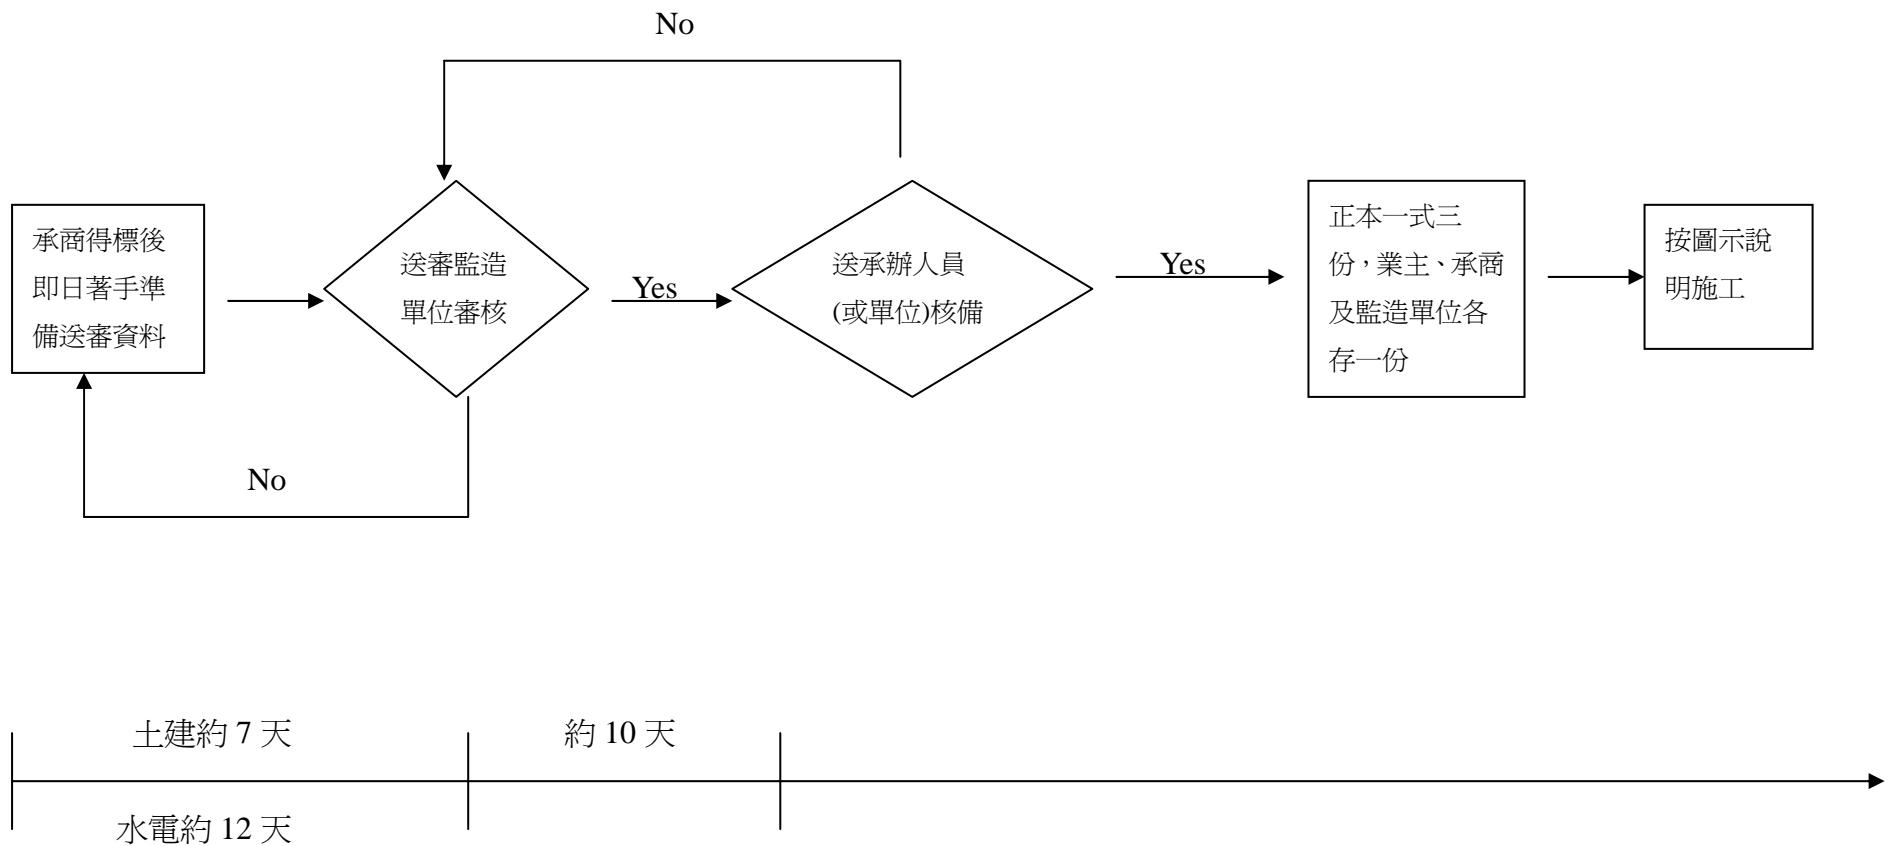 No
承商得標後
即日著手準
備送審資料
送審監造
單位審核
Yes
送承辦人員
(或單位)核備
Yes
正本一式三
份，業主、承商
及監造單位各
存一份
按圖示說
明施工
No
土建約 7 天
約 10 天
水電約 12 天